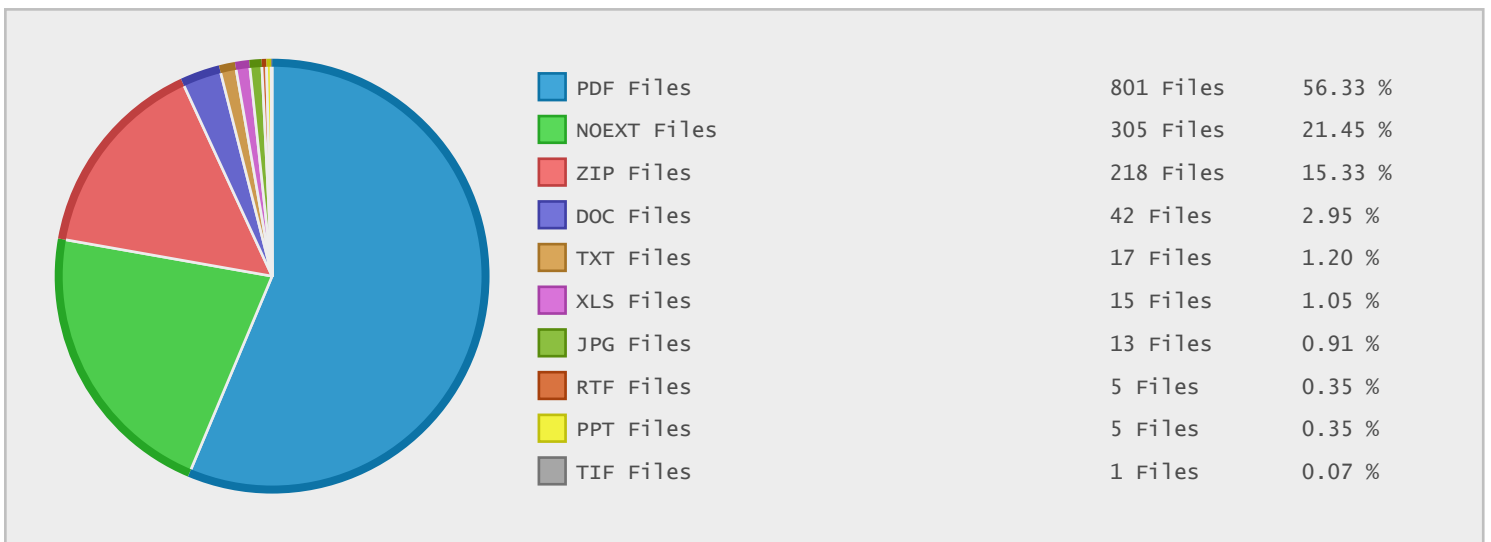 PDF Files 801 Files 56.33 %
NOEXT Files 305 Files 21.45 %
ZIP Files 218 Files 15.33 %
DOC Files 42 Files 2.95 %
TXT Files 17 Files 1.20 %
XLS Files 15 Files 1.05 %
JPG Files 13 Files 0.91 %
RTF Files 5 Files 0.35 %
PPT Files 5 Files 0.35 %
TIF Files 1 Files 0.07 %